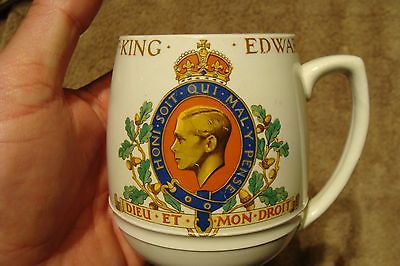 KING · EDWA
HONI · SOIT · QUI · MAL · Y · PENSE
DIEU · ET · MON · DROIT